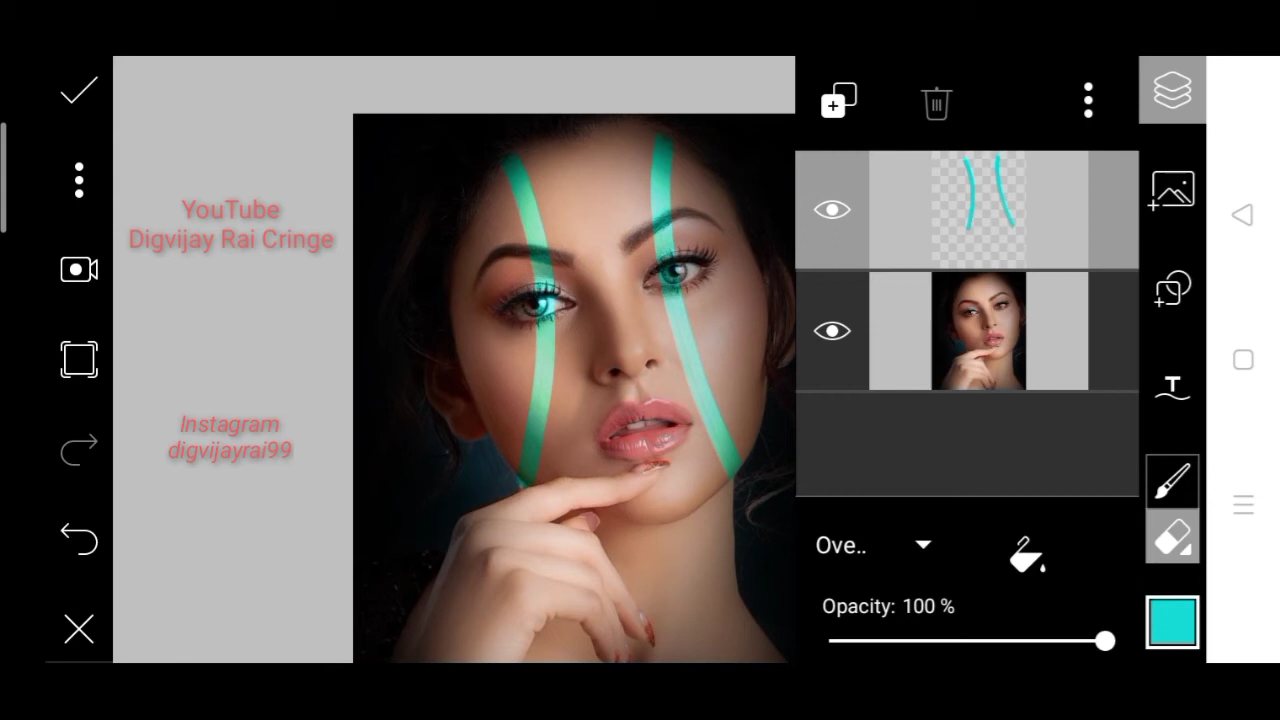 YouTube
Digvijay Rai Cringe
Instagram
digvijayrai99
T
Ove..
Opacity: 100 %